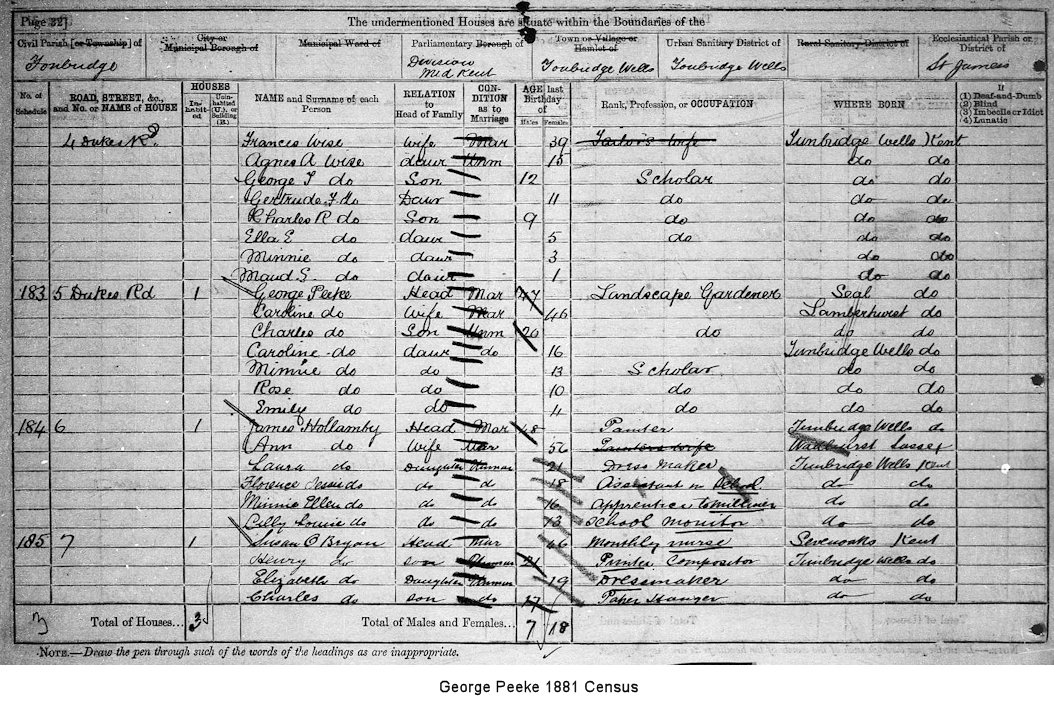 Page 32] The undermentioned Houses are situate within the Boundaries of the
Civil Parish [or Township] of City or Municipal Borough of Municipal Ward of Parliamentary Borough of Town or Village or Hamlet of Urban Sanitary District of Rural Sanitary District of Ecclesiastical Parish or District of
Tonbridge Division Mid Kent Tonbridge Wells Tonbridge Wells St James
No. of Schedule ROAD, STREET, &c., and No. or NAME of HOUSE HOUSES Inhabited Uninhabited (U.), or Building (B.) NAME and Surname of each Person RELATION to Head of Family CONDITION as to Marriage AGE last Birthday of Males Females Rank, Profession, or OCCUPATION WHERE BORN If (1) Deaf-and-Dumb (2) Blind (3) Imbecile or Idiot (4) Lunatic
4 Dukes Rd Frances Wise Wife Mar 39 Tailor's wife Tunbridge Wells Kent
Agnes A Wise daur Unm 15 do do
George T do Son 12 Scholar do do
Gertrude F do Daur 11 do do do
Charles R do Son 9 do do do
Ella E do daur 5 do do do
Minnie do daur 3 do do
Maud S do daur 1 do do
183 5 Dukes Rd 1 George Peeke Head Mar 47 Landscape Gardener Seal do
Caroline do Wife Mar 46 Lamberhurst do
Charles do Son Unm 20 do do do
Caroline do daur do 16 Tunbridge Wells do
Minnie do do 13 Scholar do do
Rose do do 10 do do do
Emily do do 4 do do do
184 6 1 James Hollamby Head Mar 48 Painter Tunbridge Wells do
Ann do Wife Mar 56 Painters wife Wadhurst Sussex
Laura do Daughter Unmar 21 Dress Maker Tunbridge Wells Kent
Florence Jessie do do do 18 Assistant in School do do
Minnie Ellen do do do 16 Apprentice to Milliner do do
Lilly Louise do do do 13 School Monitor do do
185 7 1 Susan O'Bryan Head Mar 46 Monthly nurse Sevenoaks Kent
Henry do son Unmar 21 Printer Compositor Tunbridge Wells do
Elizabeth do Daughter Unmar 19 Dressmaker do do
Charles do son do 17 Paper Hanger do do
3 Total of Houses... 3 Total of Males and Females... 7 18
NOTE.—Draw the pen through such of the words of the headings as are inappropriate.
George Peeke 1881 Census